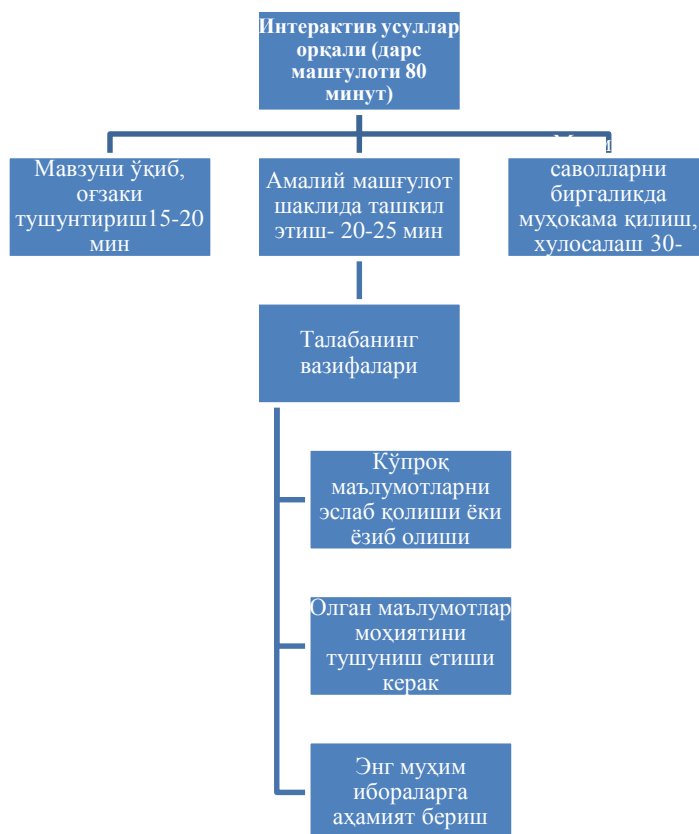 Интерактив усуллар
орқали (дарс
машғулоти 80
минут)
Мавзуни ўқиб,
оғзаки
тушунтириш15-20
мин
Амалий машғулот
шаклида ташкил
этиш- 20-25 мин
саволларни
биргаликда
муҳокама қилиш,
хулосалаш 30-
Талабанинг
вазифалари
Кўпроқ
маълумотларни
эслаб қолиши ёки
ёзиб олиши
Олган маълумотлар
моҳиятини
тушуниш етиши
керак
Энг муҳим
ибораларга
аҳамият бериш